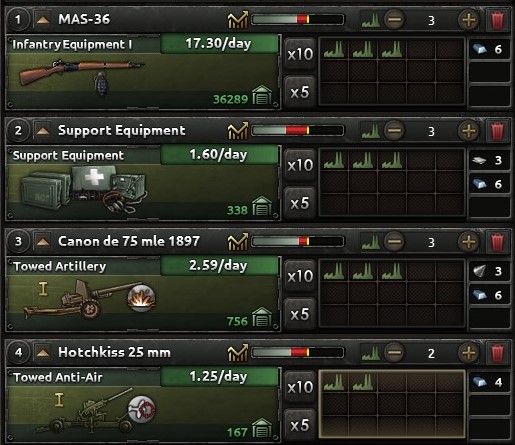 1 MAS-36 3
Infantry Equipment I 17.30/day x10 6
36289 x5
2 Support Equipment 3
Support Equipment 1.60/day x10 3
6
338 x5
3 Canon de 75 mle 1897 3
Towed Artillery 2.59/day x10 3
I 6
756 x5
4 Hotchkiss 25 mm 2
Towed Anti-Air 1.25/day x10 4
I
167 x5